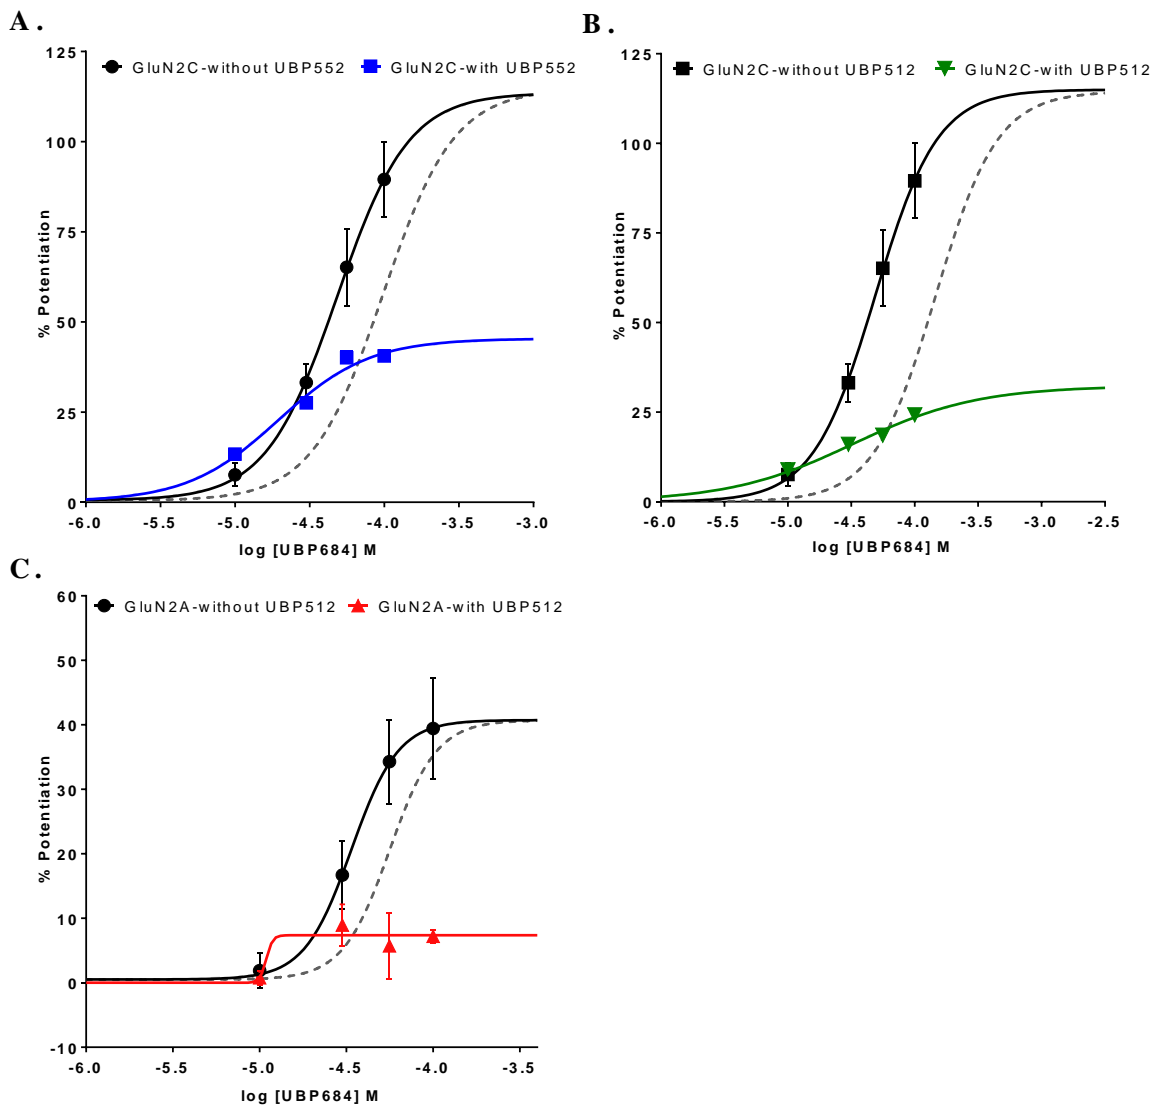 A.
GluN2C-without UBP552 GluN2C-with UBP552
% Potentiation
125
100
75
50
25
0
-6.0 -5.5 -5.0 -4.5 -4.0 -3.5 -3.0
log [UBP684] M
B.
GluN2C-without UBP512 GluN2C-with UBP512
% Potentiation
125
100
75
50
25
0
-6.0 -5.5 -5.0 -4.5 -4.0 -3.5 -3.0 -2.5
log [UBP684] M
C.
GluN2A-without UBP512 GluN2A-with UBP512
% Potentiation
60
50
40
30
20
10
0
-10
-6.0 -5.5 -5.0 -4.5 -4.0 -3.5
log [UBP684] M